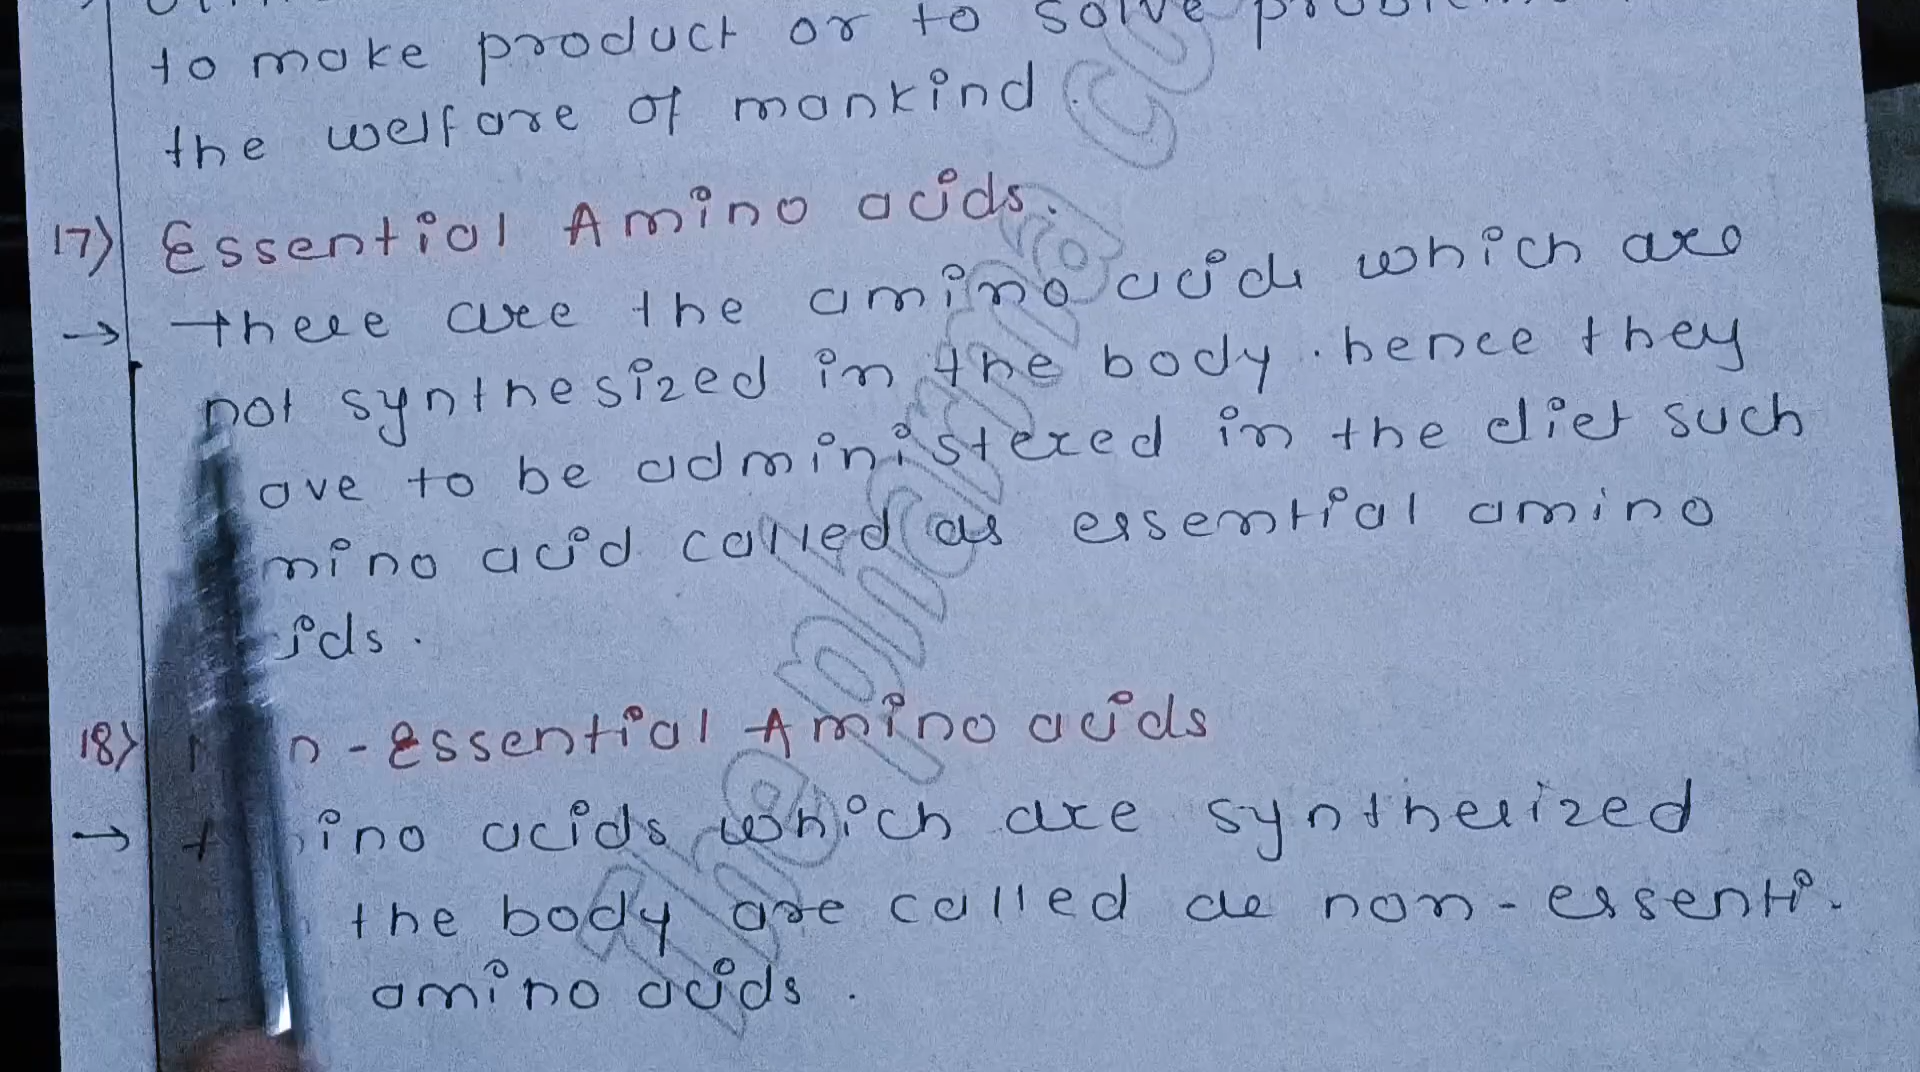 to make product or to solve
the welfare of mankind.
17) Essential Amino acids.
→ these are the amino acids which are
not synthesized in the body. hence they
ave to be administered in the diet such
mino acid called as essential amino
ids.
18) n-Essential Amino acids
→ ino acids which are synthesized
the body are called as non-essenti-
amino acids.